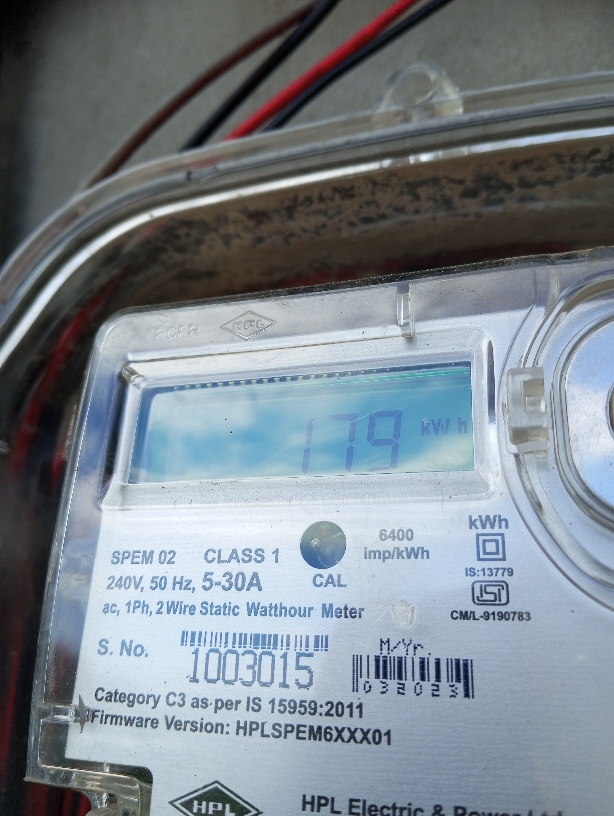 HPL
179 kWh
6400
imp/kWh
kWh
SPEM 02 CLASS 1
CAL
IS:13779
240V, 50 Hz, 5-30A
CM/L-9190783
ac, 1Ph, 2 Wire Static Watthour Meter
M/Yr.
S. No. 1003015
032023
Category C3 as per IS 15959:2011
Firmware Version: HPLSPEM6XXX01
HPL
HPL Electric & Power Ltd